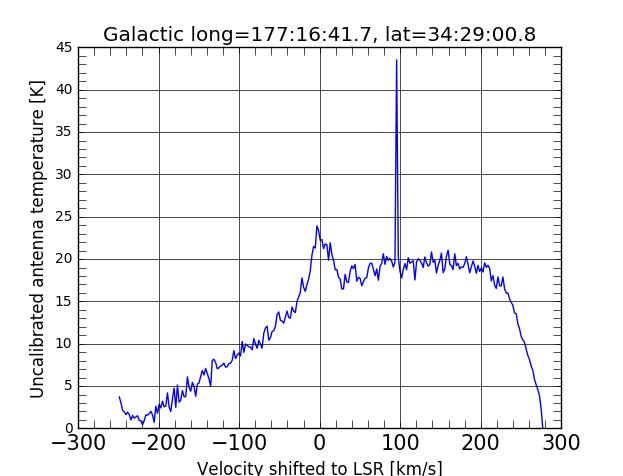 Galactic long=177:16:41.7, lat=34:29:00.8
45
40
35
30
25
20
15
10
5
0
Uncalibrated antenna temperature [K]
−300 −200 −100 0 100 200 300
Velocity shifted to LSR [km/s]